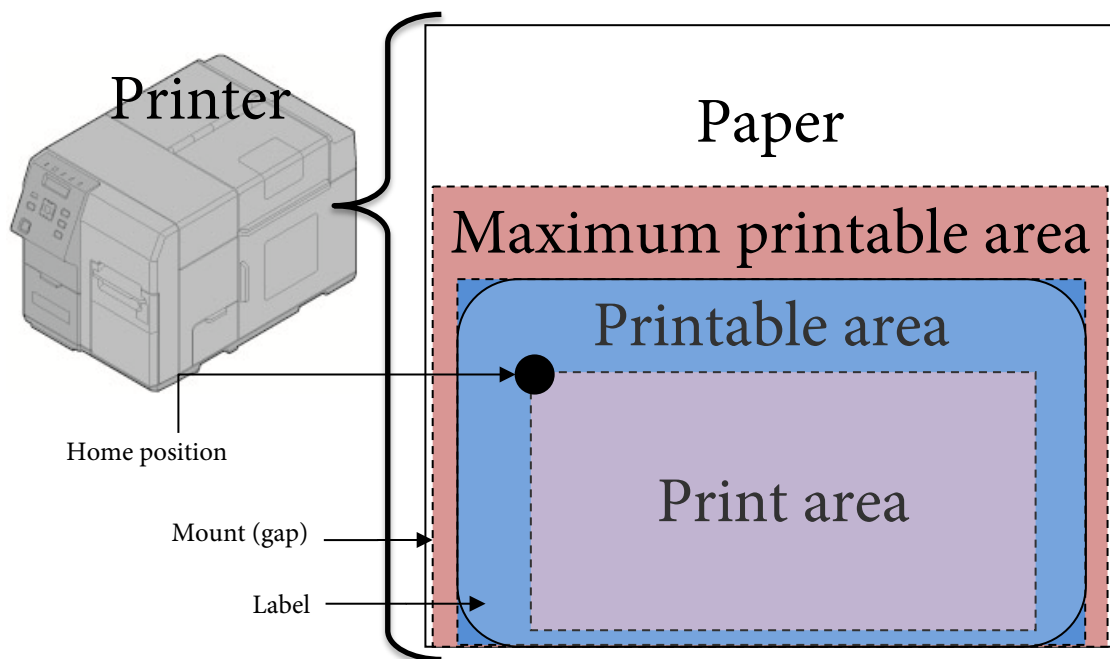 Printer
Paper
Maximum printable area
Printable area
Home position
Print area
Mount (gap)
Label